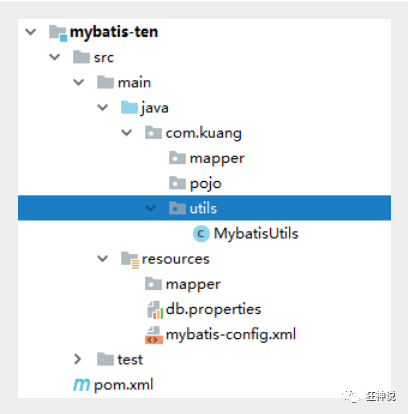 mybatis-ten
src
main
java
com.kuang
mapper
pojo
utils
C MybatisUtils
resources
mapper
db.properties
mybatis-config.xml
test
m pom.xml
狂神说